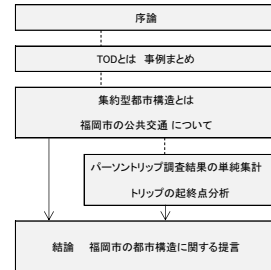 序論
TODとは 事例まとめ
集約型都市構造とは
福岡市の公共交通 について
パーソントリップ調査結果の単純集計
トリップの起終点分析
結論 福岡市の都市構造に関する提言